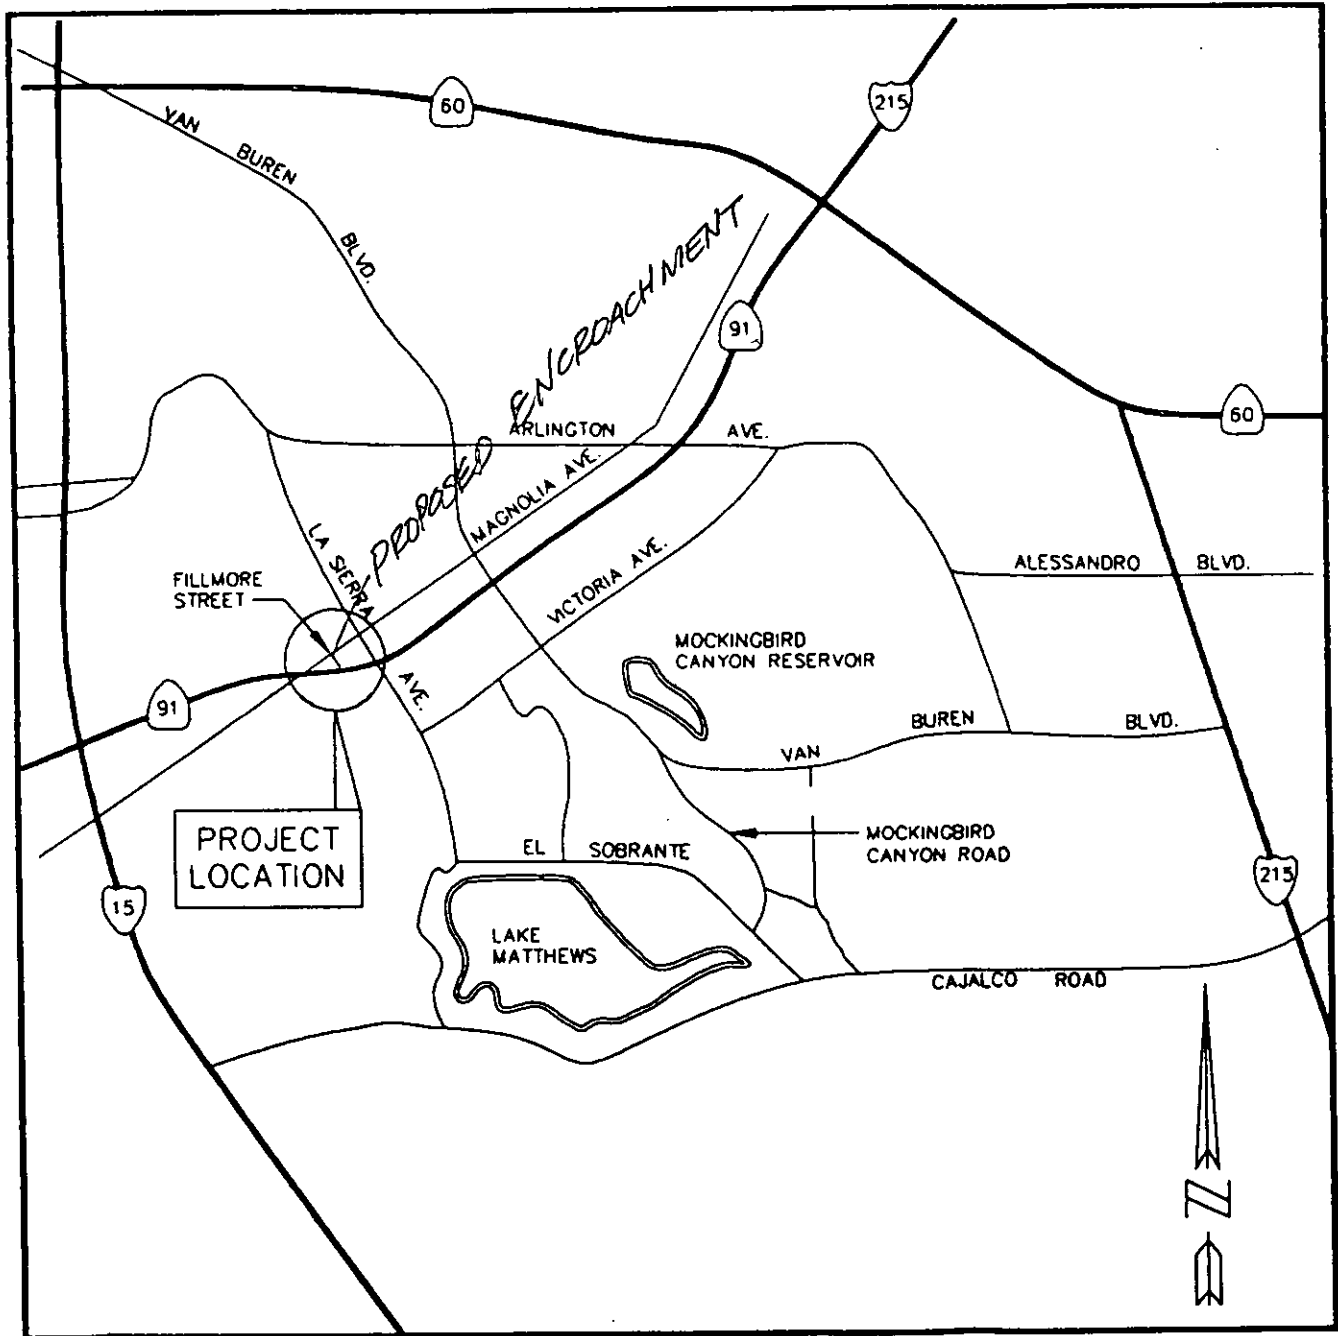 60
215
VAN
BUREN
BLVD.
PROPOSED ENCROACHMENT
91
60
ARLINGTON
AVE.
MAGNOLIA AVE.
LA SIERRA
AVE.
VICTORIA AVE.
ALESSANDRO
BLVD.
FILLMORE
STREET
MOCKINGBIRD
CANYON RESERVOIR
91
VAN
BUREN
BLVD.
PROJECT
LOCATION
EL
SOBRANTE
MOCKINGBIRD
CANYON ROAD
15
215
LAKE
MATTHEWS
CAJALCO
ROAD
N